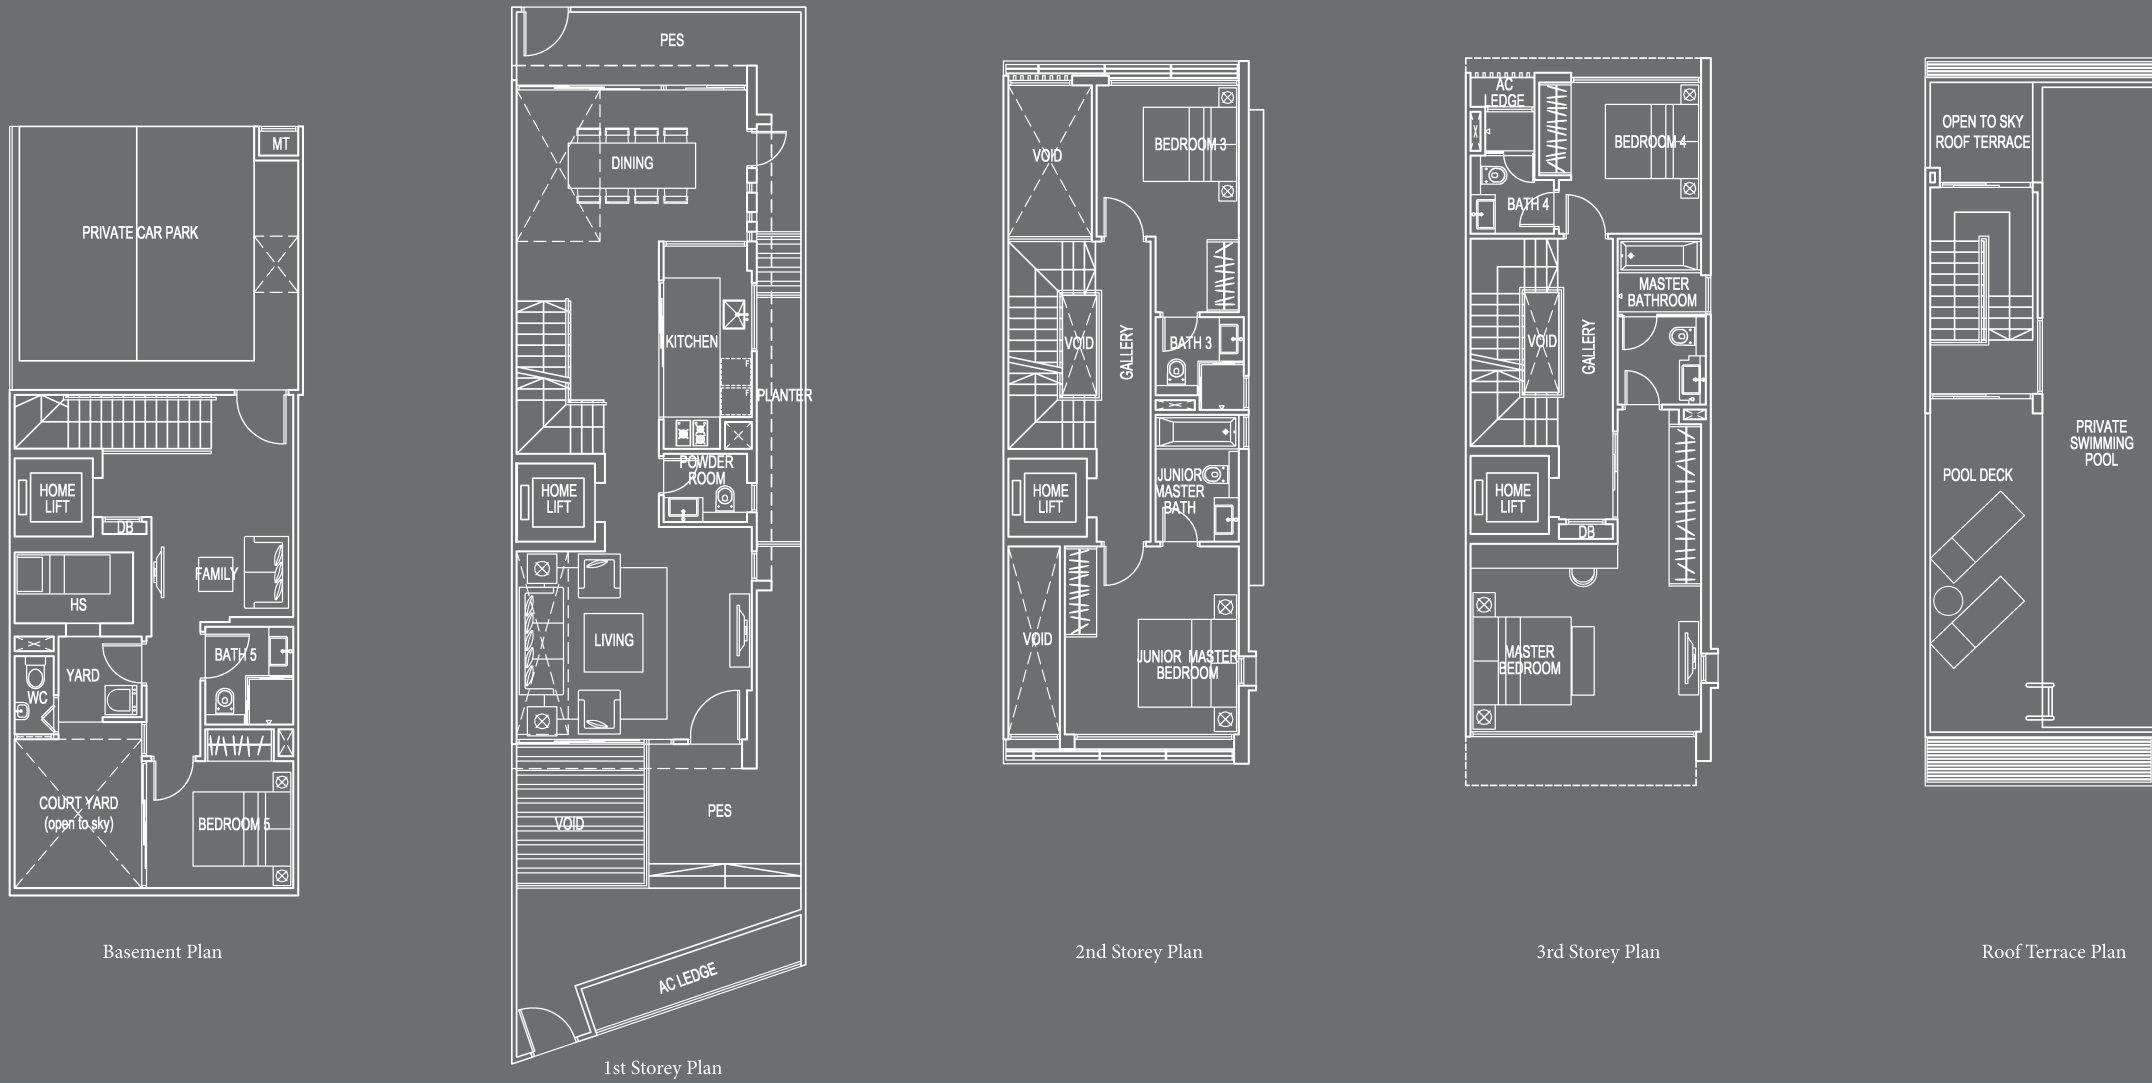 MT
PRIVATE CAR PARK
HOME
LIFT
DB
FAMILY
HS
YARD
BATH 5
WC
COURT YARD
(open to sky)
BEDROOM 5
Basement Plan
PES
DINING
KITCHEN
PLANTER
POWDER
ROOM
HOME
LIFT
LIVING
VOID
PES
AC LEDGE
1st Storey Plan
BEDROOM 3
VOID
VOID
GALLERY
BATH 3
HOME
LIFT
JUNIOR
MASTER
BATH
VOID
JUNIOR MASTER
BEDROOM
2nd Storey Plan
AC
LEDGE
BEDROOM 4
BATH 4
MASTER
BATHROOM
VOID
GALLERY
HOME
LIFT
DB
MASTER
BEDROOM
3rd Storey Plan
OPEN TO SKY
ROOF TERRACE
PRIVATE
SWIMMING
POOL
POOL DECK
Roof Terrace Plan